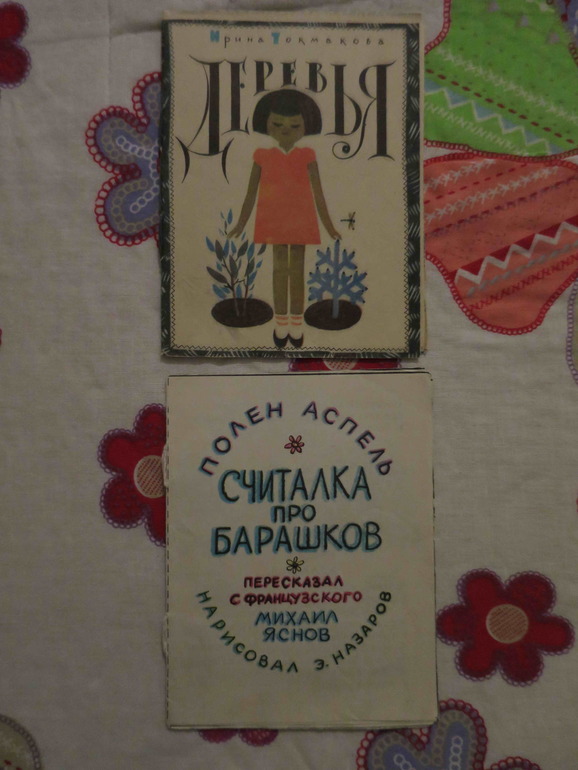 Ирина Токмакова
ДЕРЕВЬЯ
ПОЛЕН АСПЕЛЬ
СЧИТАЛКА
ПРО
БАРАШКОВ
ПЕРЕСКАЗАЛ
С ФРАНЦУЗСКОГО
МИХАИЛ
ЯСНОВ
НАРИСОВАЛ Э. НАЗАРОВ